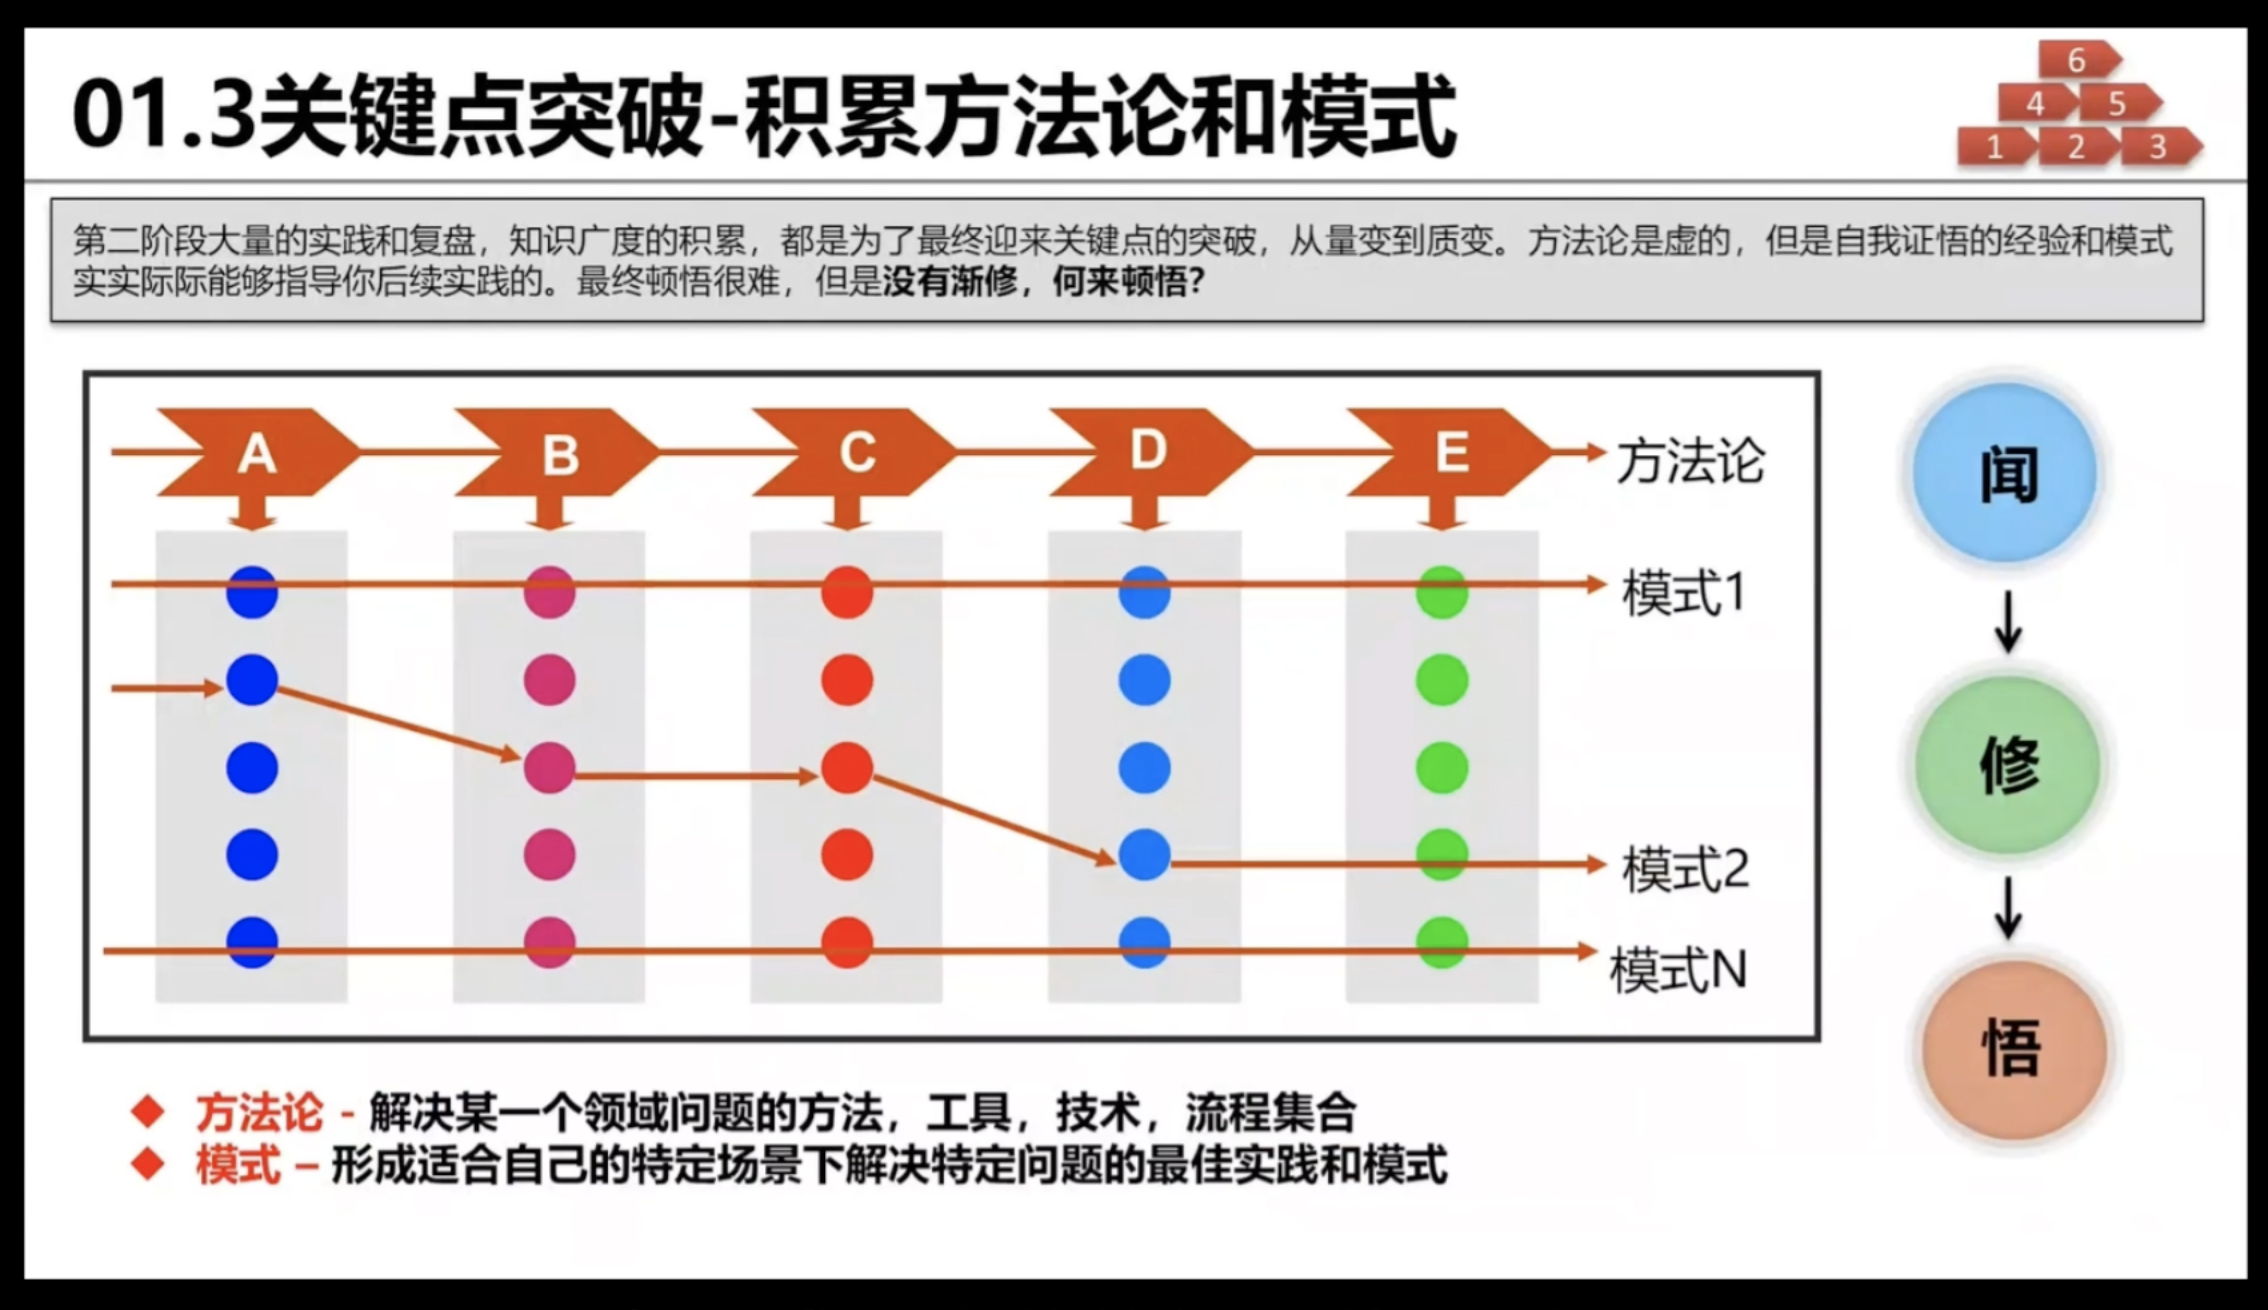 01.3关键点突破-积累方法论和模式
6
4 5
1 2 3
第二阶段大量的实践和复盘，知识广度的积累，都是为了最终迎来关键点的突破，从量变到质变。方法论是虚的，但是自我证悟的经验和模式
实实际际能够指导你后续实践的。最终顿悟很难，但是没有渐修，何来顿悟？
A B C D E 方法论
模式1
模式2
模式N
闻
修
悟
◆ 方法论 - 解决某一个领域问题的方法，工具，技术，流程集合
◆ 模式 – 形成适合自己的特定场景下解决特定问题的最佳实践和模式